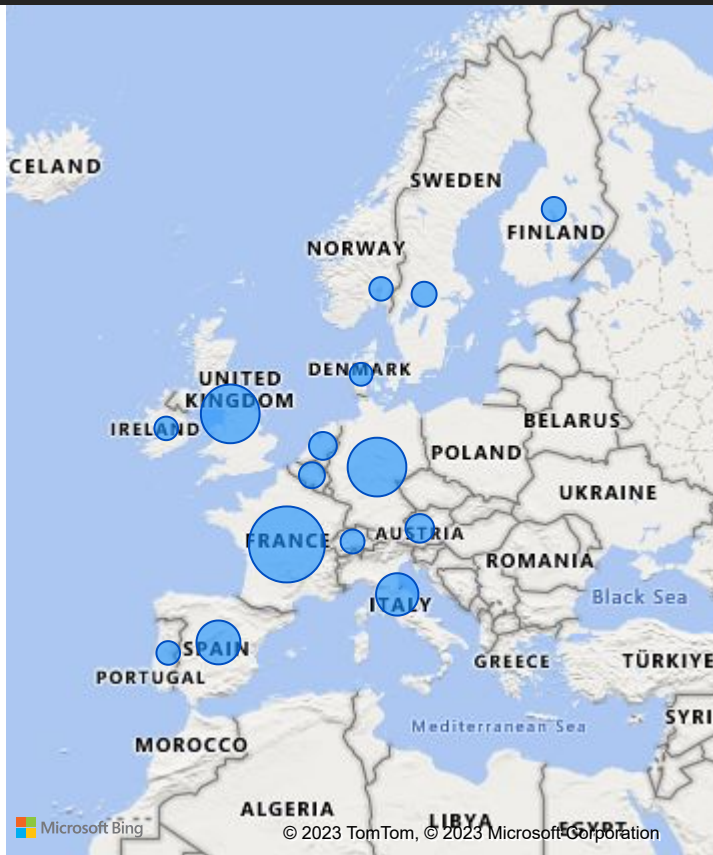 CELAND
SWEDEN
FINLAND
NORWAY
DENMARK
UNITED
KINGDOM
IRELAND
BELARUS
POLAND
UKRAINE
FRANCE
AUSTRIA
ROMANIA
Black Sea
ITALY
SPAIN
GREECE
TÜRKIYE
PORTUGAL
SYRI
Mediterranean Sea
MOROCCO
ALGERIA
LIBYA
EGYPT
Microsoft Bing
© 2023 TomTom, © 2023 Microsoft Corporation